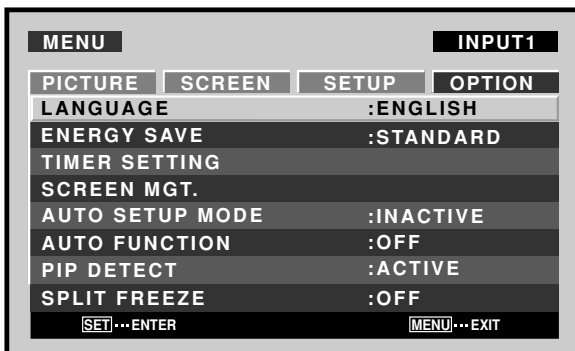 MENU INPUT1
PICTURE SCREEN SETUP OPTION
LANGUAGE :ENGLISH
ENERGY SAVE :STANDARD
TIMER SETTING
SCREEN MGT.
AUTO SETUP MODE :INACTIVE
AUTO FUNCTION :OFF
PIP DETECT :ACTIVE
SPLIT FREEZE :OFF
SET···ENTER MENU···EXIT